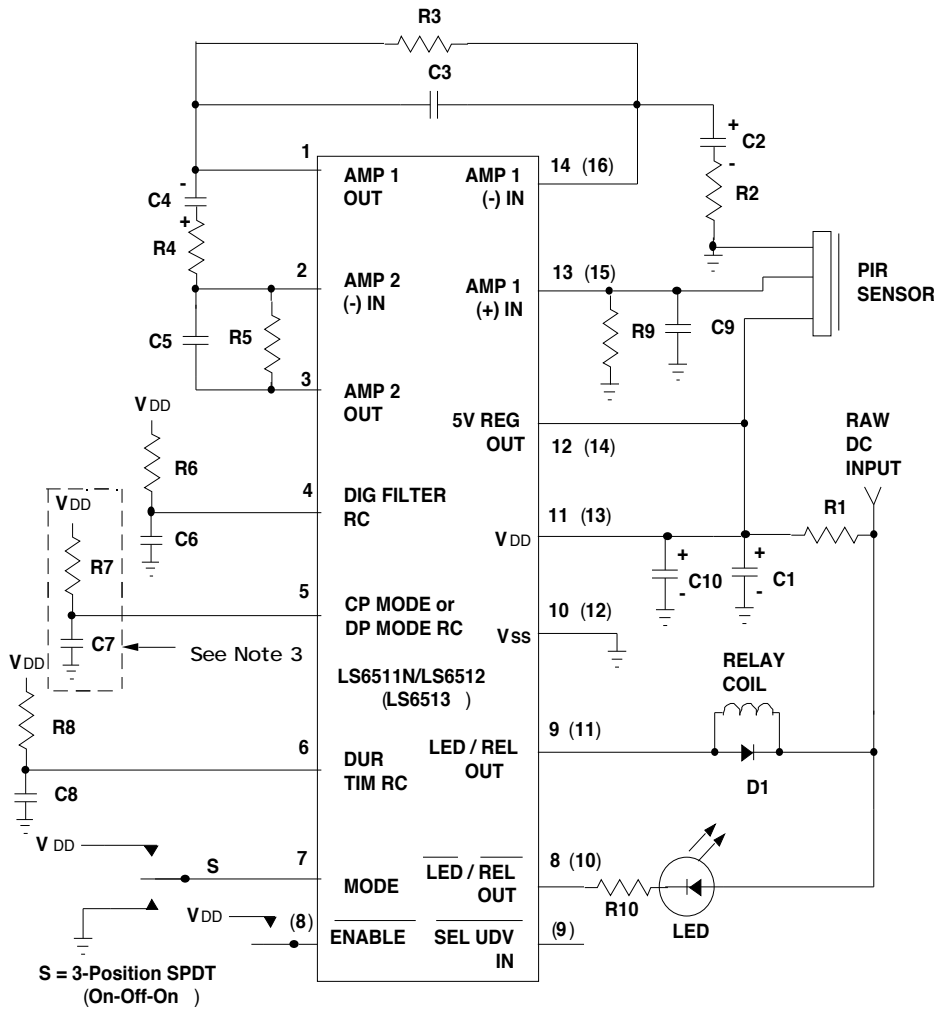 R3
C3
1
14 (16)
+
C2
-
R2
AMP 1
OUT
AMP 1
(-) IN
-
C4
+
R4
2
13 (15)
PIR
SENSOR
AMP 2
(-) IN
AMP 1
(+) IN
C5
R5
R9
C9
3
AMP 2
OUT
VDD
5V REG
OUT
12 (14)
RAW
DC
INPUT
R6
4
DIG FILTER
RC
C6
VDD
11 (13)
R1
VDD
R7
+
C10
-
+
C1
-
5
CP MODE or
DP MODE RC
10 (12)
VSS
C7
See Note 3
VDD
LS6511N/LS6512
(LS6513 )
RELAY
COIL
R8
6
9 (11)
DUR
TIM RC
LED / REL
OUT
D1
C8
VDD
S
7
8 (10)
MODE
LED / REL
OUT
R10
LED
VDD
(8)
ENABLE
SEL UDV
IN
(9)
S = 3-Position SPDT
(On-Off-On )